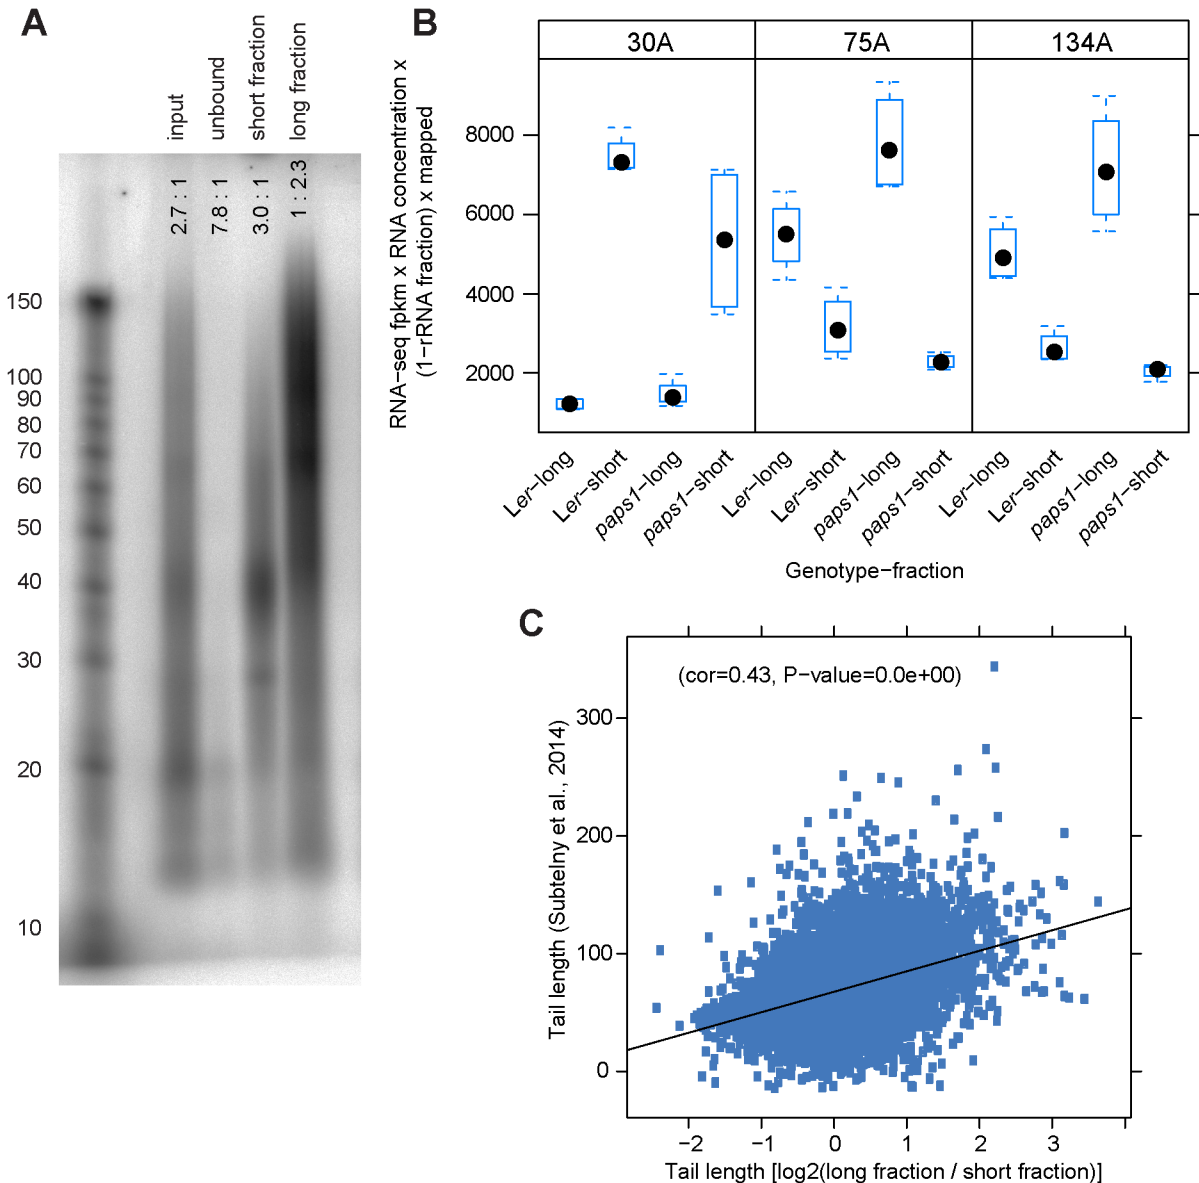 A
input
unbound
short fraction
long fraction
2.7 : 1
7.8 : 1
3.0 : 1
1 : 2.3
150
100
90
80
70
60
50
40
30
20
10
B
30A
75A
134A
RNA−seq fpkm x RNA concentration x
(1−rRNA fraction) x mapped
8000
6000
4000
2000
Ler−long
Ler−short
paps1−long
paps1−short
Ler−long
Ler−short
paps1−long
paps1−short
Ler−long
Ler−short
paps1−long
paps1−short
Genotype−fraction
C
(cor=0.43, P−value=0.0e+00)
Tail length (Subtelny et al., 2014)
300
200
100
0
−2
−1
0
1
2
3
Tail length [log2(long fraction / short fraction)]